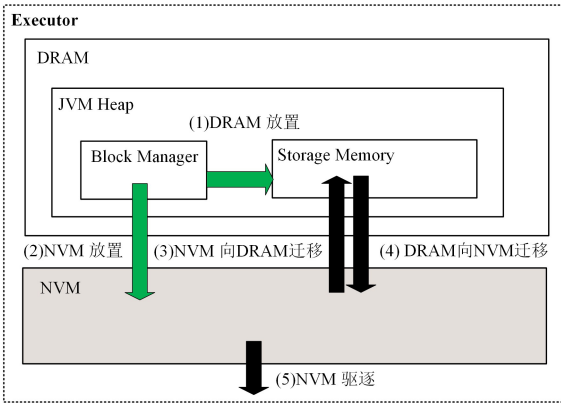 Executor
DRAM
JVM Heap
(1)DRAM 放置
Block Manager
Storage Memory
(2)NVM 放置
(3)NVM 向DRAM迁移
(4) DRAM向NVM迁移
NVM
(5)NVM 驱逐